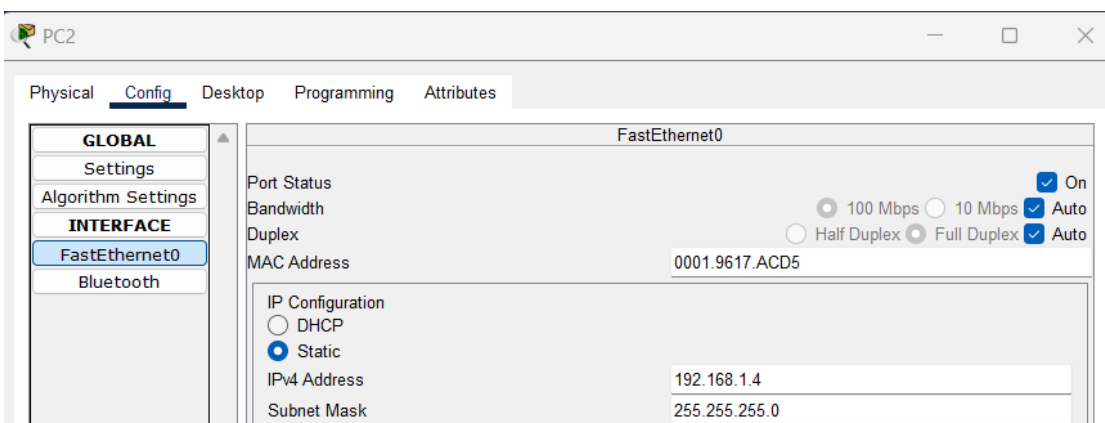 PC2
Physical Config Desktop Programming Attributes
GLOBAL
Settings
Algorithm Settings
INTERFACE
FastEthernet0
Bluetooth
FastEthernet0
Port Status On
Bandwidth 100 Mbps 10 Mbps Auto
Duplex Half Duplex Full Duplex Auto
MAC Address 0001.9617.ACD5
IP Configuration
DHCP
Static
IPv4 Address 192.168.1.4
Subnet Mask 255.255.255.0